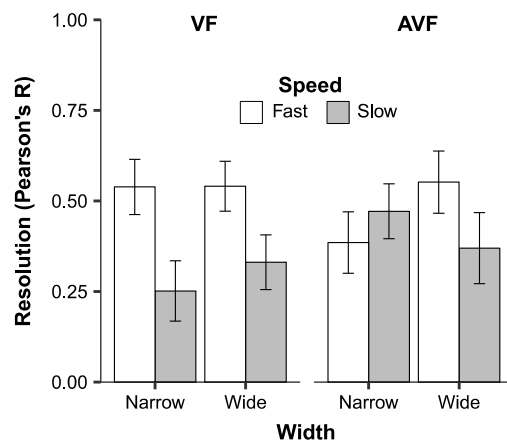 VF
AVF
1.00
0.75
0.50
0.25
0.00
Resolution (Pearson's R)
Speed
Fast Slow
Narrow Wide
Narrow Wide
Width